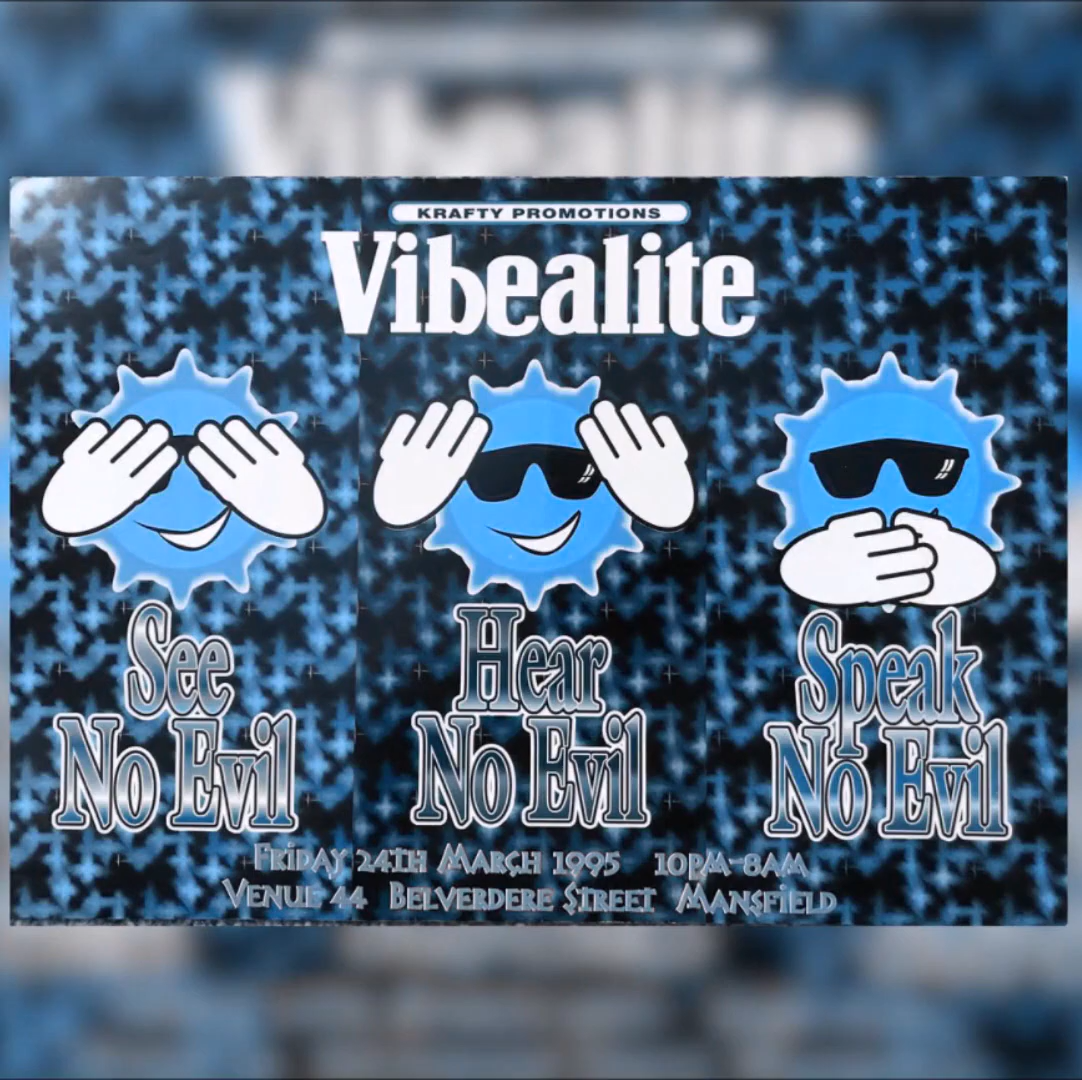 KRAFTY PROMOTIONS
Vibealite
See
No Evil
Hear
No Evil
Speak
No Evil
Friday 24th March 1995 10pm-8am
Venue 44 Belverdere Street Mansfield